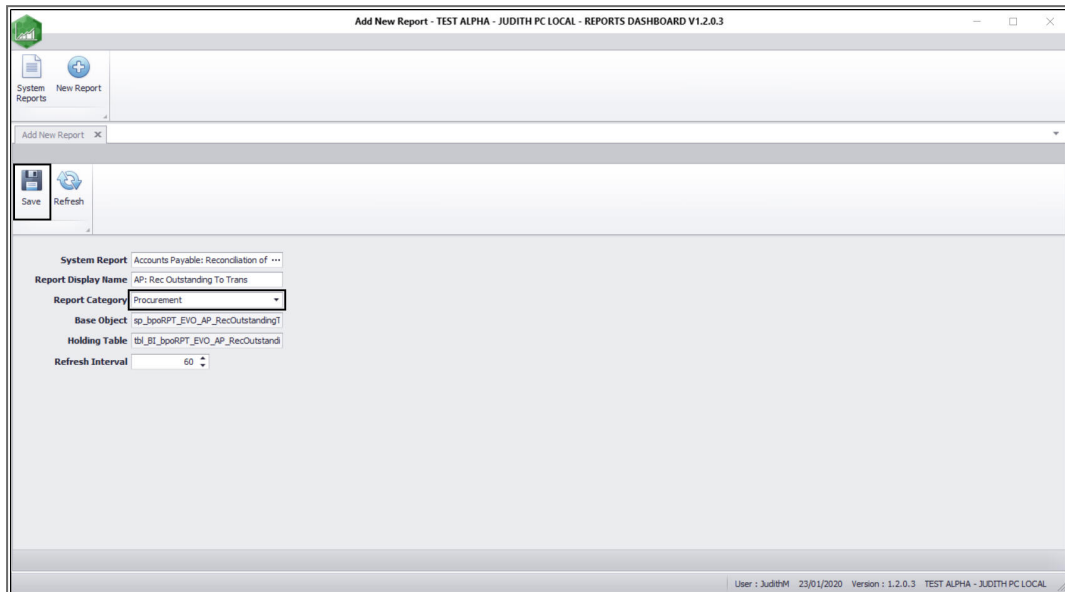 Add New Report - TEST ALPHA - JUDITH PC LOCAL - REPORTS DASHBOARD V1.2.0.3
System Reports
New Report
Add New Report
Save
Refresh
System Report Accounts Payable: Reconciliation of ...
Report Display Name AP: Rec Outstanding To Trans
Report Category Procurement
Base Object sp_bpoRPT_EVO_AP_RecOutstandingT
Holding Table tbl_BI_bpoRPT_EVO_AP_RecOutstandi
Refresh Interval 60
User : JudithM 23/01/2020 Version : 1.2.0.3 TEST ALPHA - JUDITH PC LOCAL